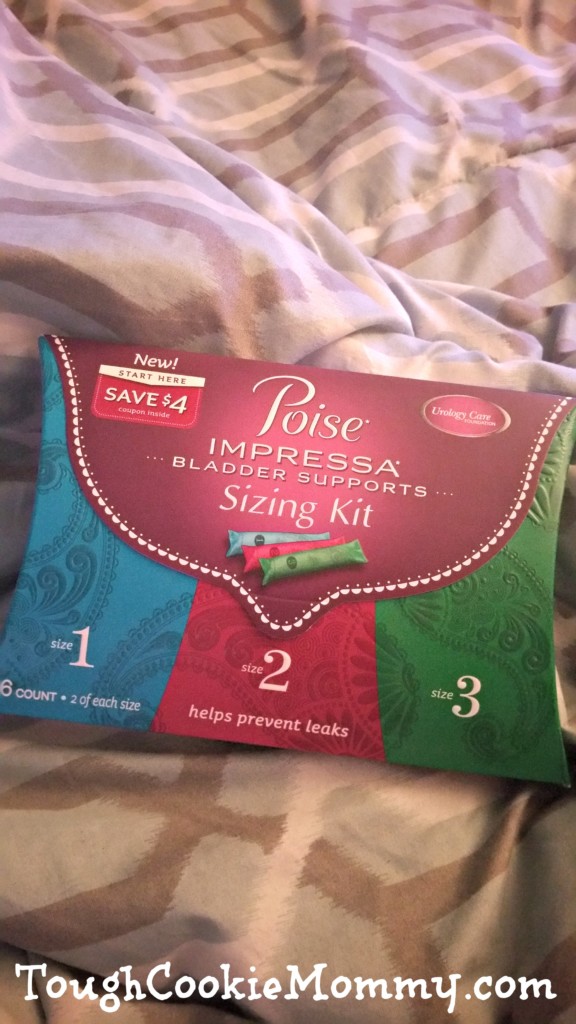 New!
START HERE
SAVE $4
coupon inside
Poise
Urology Care
FOUNDATION
IMPRESSA
BLADDER SUPPORTS
Sizing Kit
size 1
size 2
size 3
6 COUNT • 2 of each size
helps prevent leaks
ToughCookieMommy.com